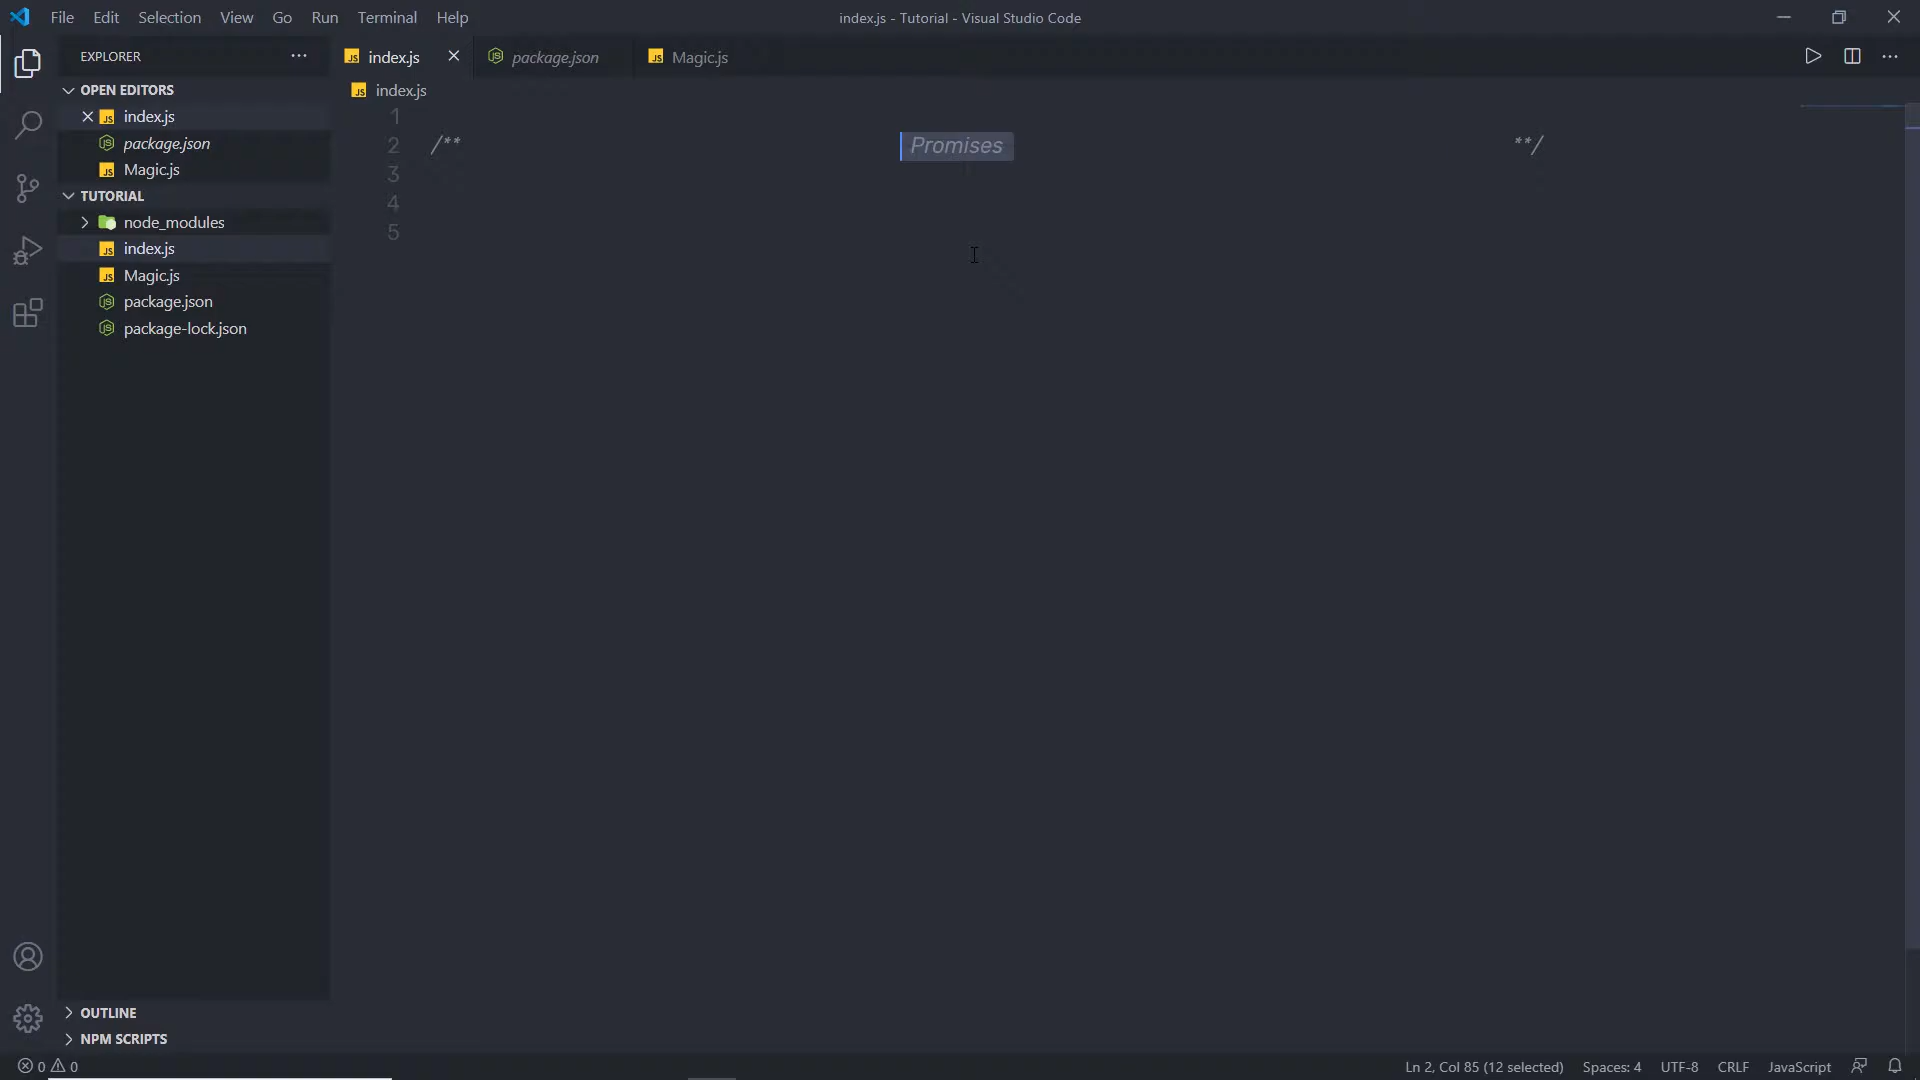 File Edit Selection View Go Run Terminal Help
index.js - Tutorial - Visual Studio Code
EXPLORER
index.js
package.json
Magic.js
OPEN EDITORS
index.js
package.json
Magic.js
TUTORIAL
node_modules
index.js
Magic.js
package.json
package-lock.json
OUTLINE
NPM SCRIPTS
index.js
1
2 /** Promises **/
3
4
5
0 0
Ln 2, Col 85 (12 selected) Spaces: 4 UTF-8 CRLF JavaScript